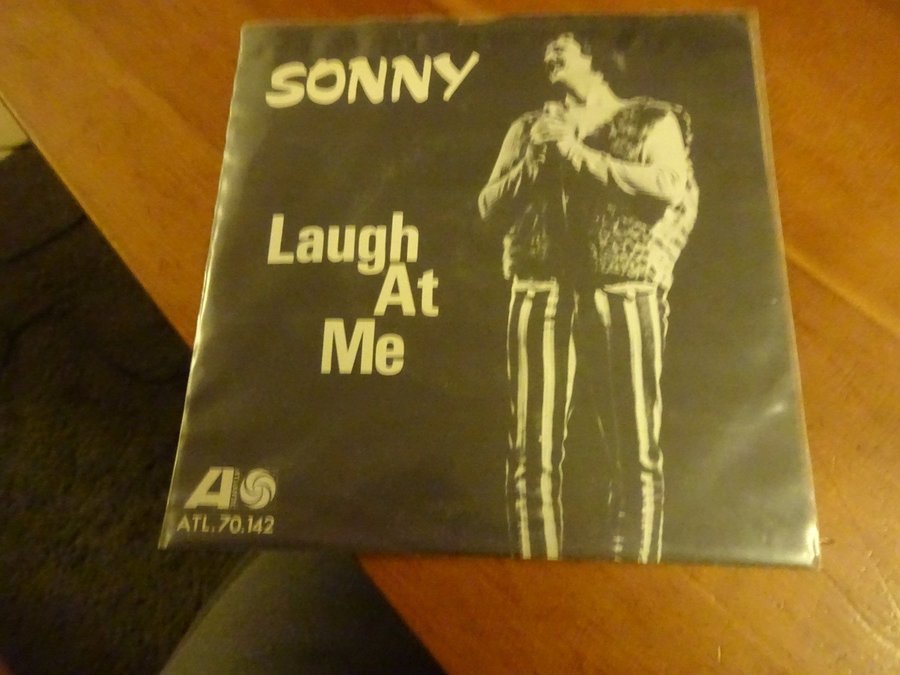 SONNY
Laugh
At
Me
A
ATL. 70.142